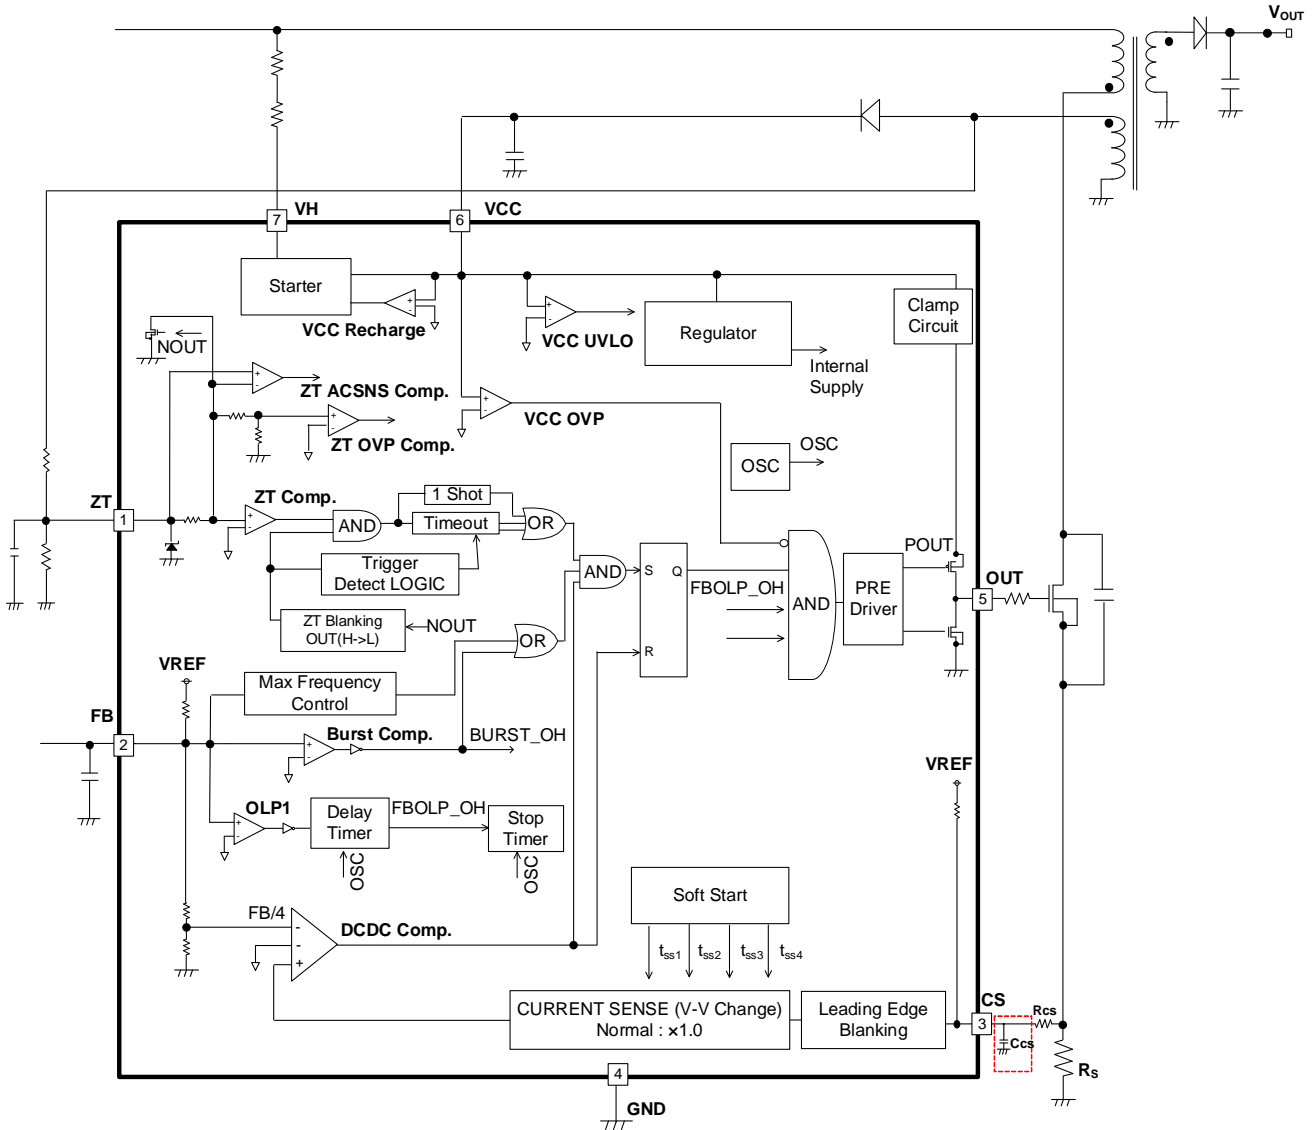 VOUT
VH
7
VCC
6
Starter
VCC Recharge
VCC UVLO
Regulator
Clamp
Circuit
Internal
Supply
NOUT
ZT ACSNS Comp.
ZT OVP Comp.
VCC OVP
OSC
OSC
ZT
1
ZT Comp.
AND
1 Shot
Timeout
OR
Trigger
Detect LOGIC
AND
S
Q
R
FBOLP_OH
AND
PRE
Driver
POUT
OUT
5
ZT Blanking
OUT(H->L)
NOUT
OR
VREF
Max Frequency
Control
FB
2
Burst Comp.
BURST_OH
VREF
OLP1
Delay
Timer
FBOLP_OH
Stop
Timer
OSC
OSC
Soft Start
FB/4
DCDC Comp.
tss1
tss2
tss3
tss4
CURRENT SENSE (V-V Change)
Normal : ×1.0
Leading Edge
Blanking
CS
3
Rcs
Ccs
RS
4
GND
+
-
+
-
+
-
+
-
+
-
+
-
+
-
+
-
-
-
+